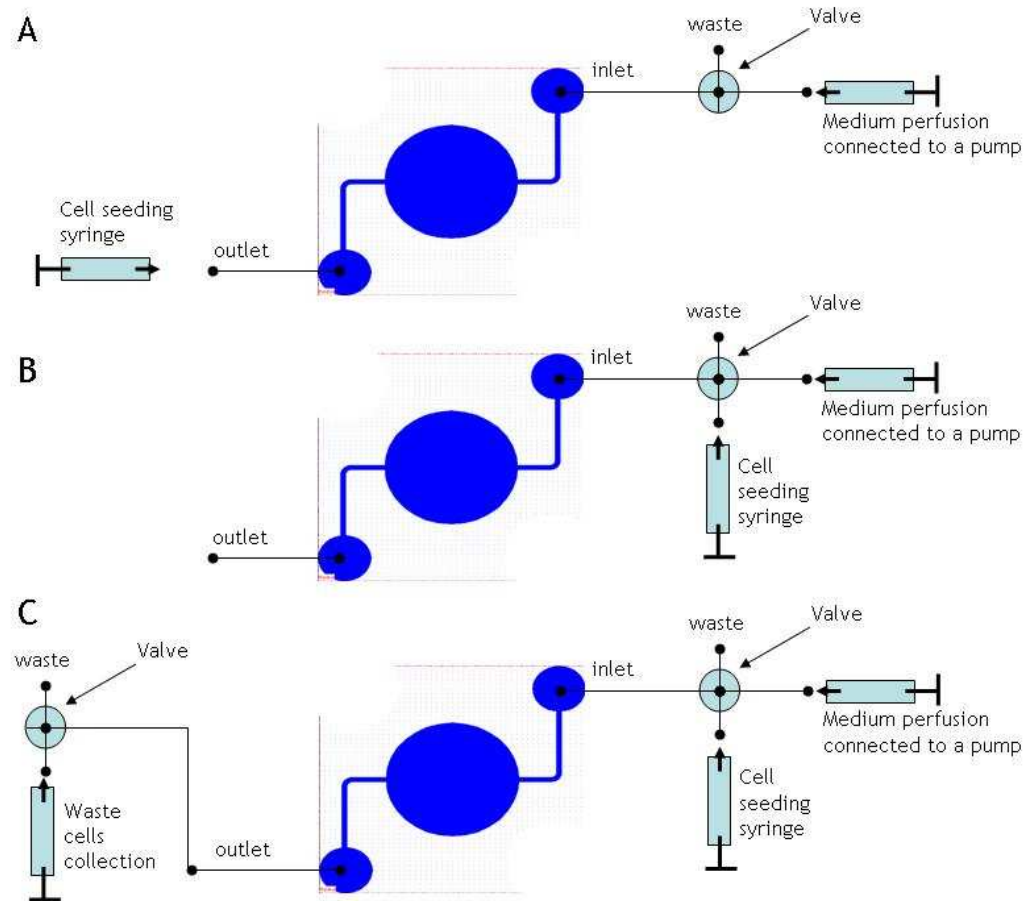 A
waste
Valve
inlet
Medium perfusion
connected to a pump
Cell seeding
syringe
outlet
B
waste
Valve
inlet
Medium perfusion
connected to a pump
Cell
seeding
syringe
outlet
C
waste
Valve
waste
Valve
inlet
Medium perfusion
connected to a pump
Waste
cells
collection
Cell
seeding
syringe
outlet